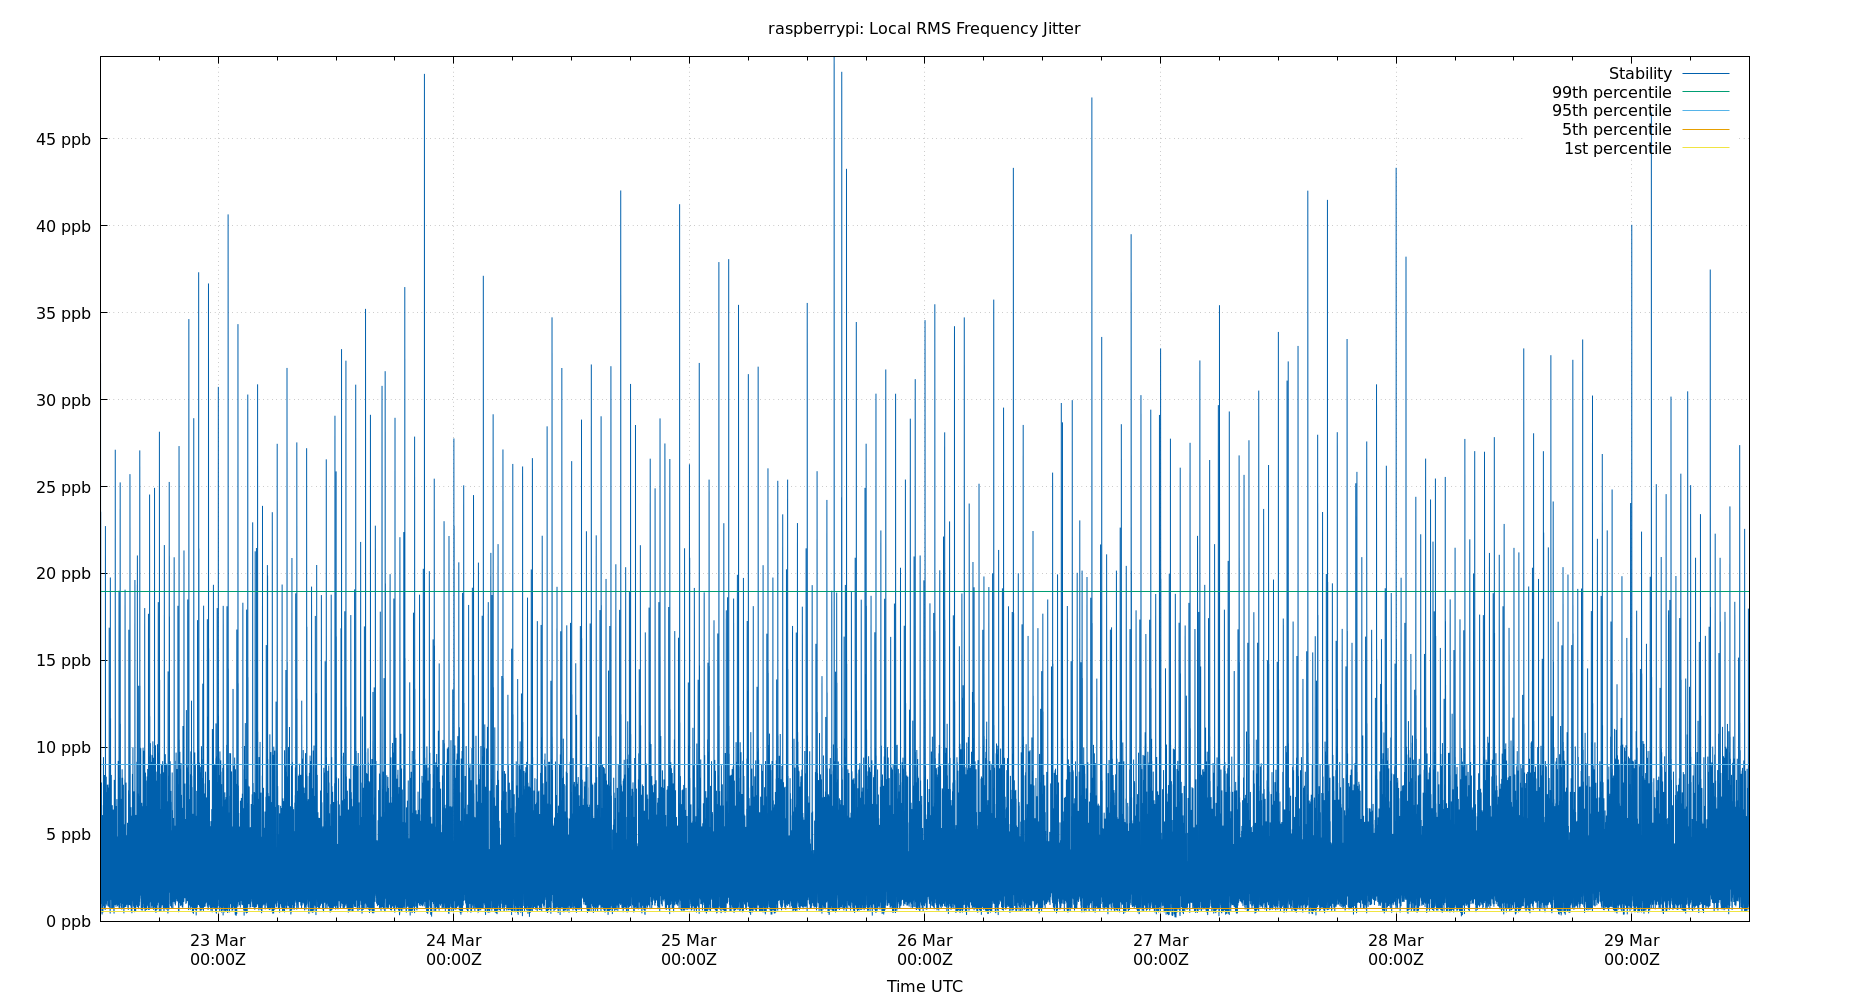 raspberrypi: Local RMS Frequency Jitter
Stability
99th percentile
95th percentile
5th percentile
1st percentile
45 ppb
40 ppb
35 ppb
30 ppb
25 ppb
20 ppb
15 ppb
10 ppb
5 ppb
0 ppb
23 Mar
00:00Z
24 Mar
00:00Z
25 Mar
00:00Z
26 Mar
00:00Z
27 Mar
00:00Z
28 Mar
00:00Z
29 Mar
00:00Z
Time UTC